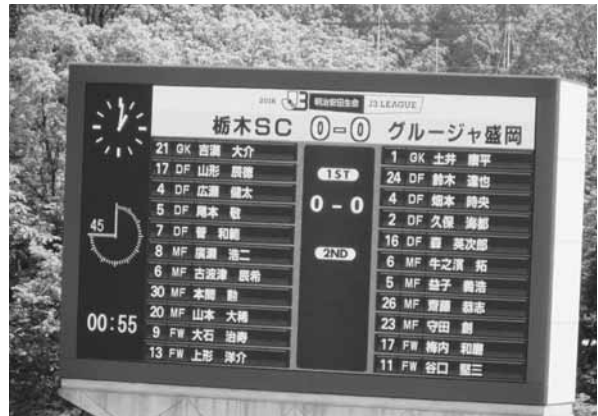 2016 J3 明治安田生命 J3 LEAGUE
栃木SC 0-0 グルージャ盛岡
21 GK 吉満 大介
17 DF 山形 辰徳
4 DF 広瀬 健太
5 DF 尾本 敬
7 DF 菅 和範
8 MF 廣瀬 浩二
6 MF 古波津 辰希
30 MF 本間 勲
20 MF 山本 大稀
9 FW 大石 治寿
13 FW 上形 洋介
1ST
0-0
2ND
1 GK 土井 康平
24 DF 鈴木 達也
4 DF 畑本 時央
2 DF 久保 海都
16 DF 森 英次郎
6 MF 牛之濱 拓
5 MF 益子 義浩
26 MF 齋藤 恭志
23 MF 守田 創
17 FW 梅内 和磨
11 FW 谷口 堅三
45
00:55